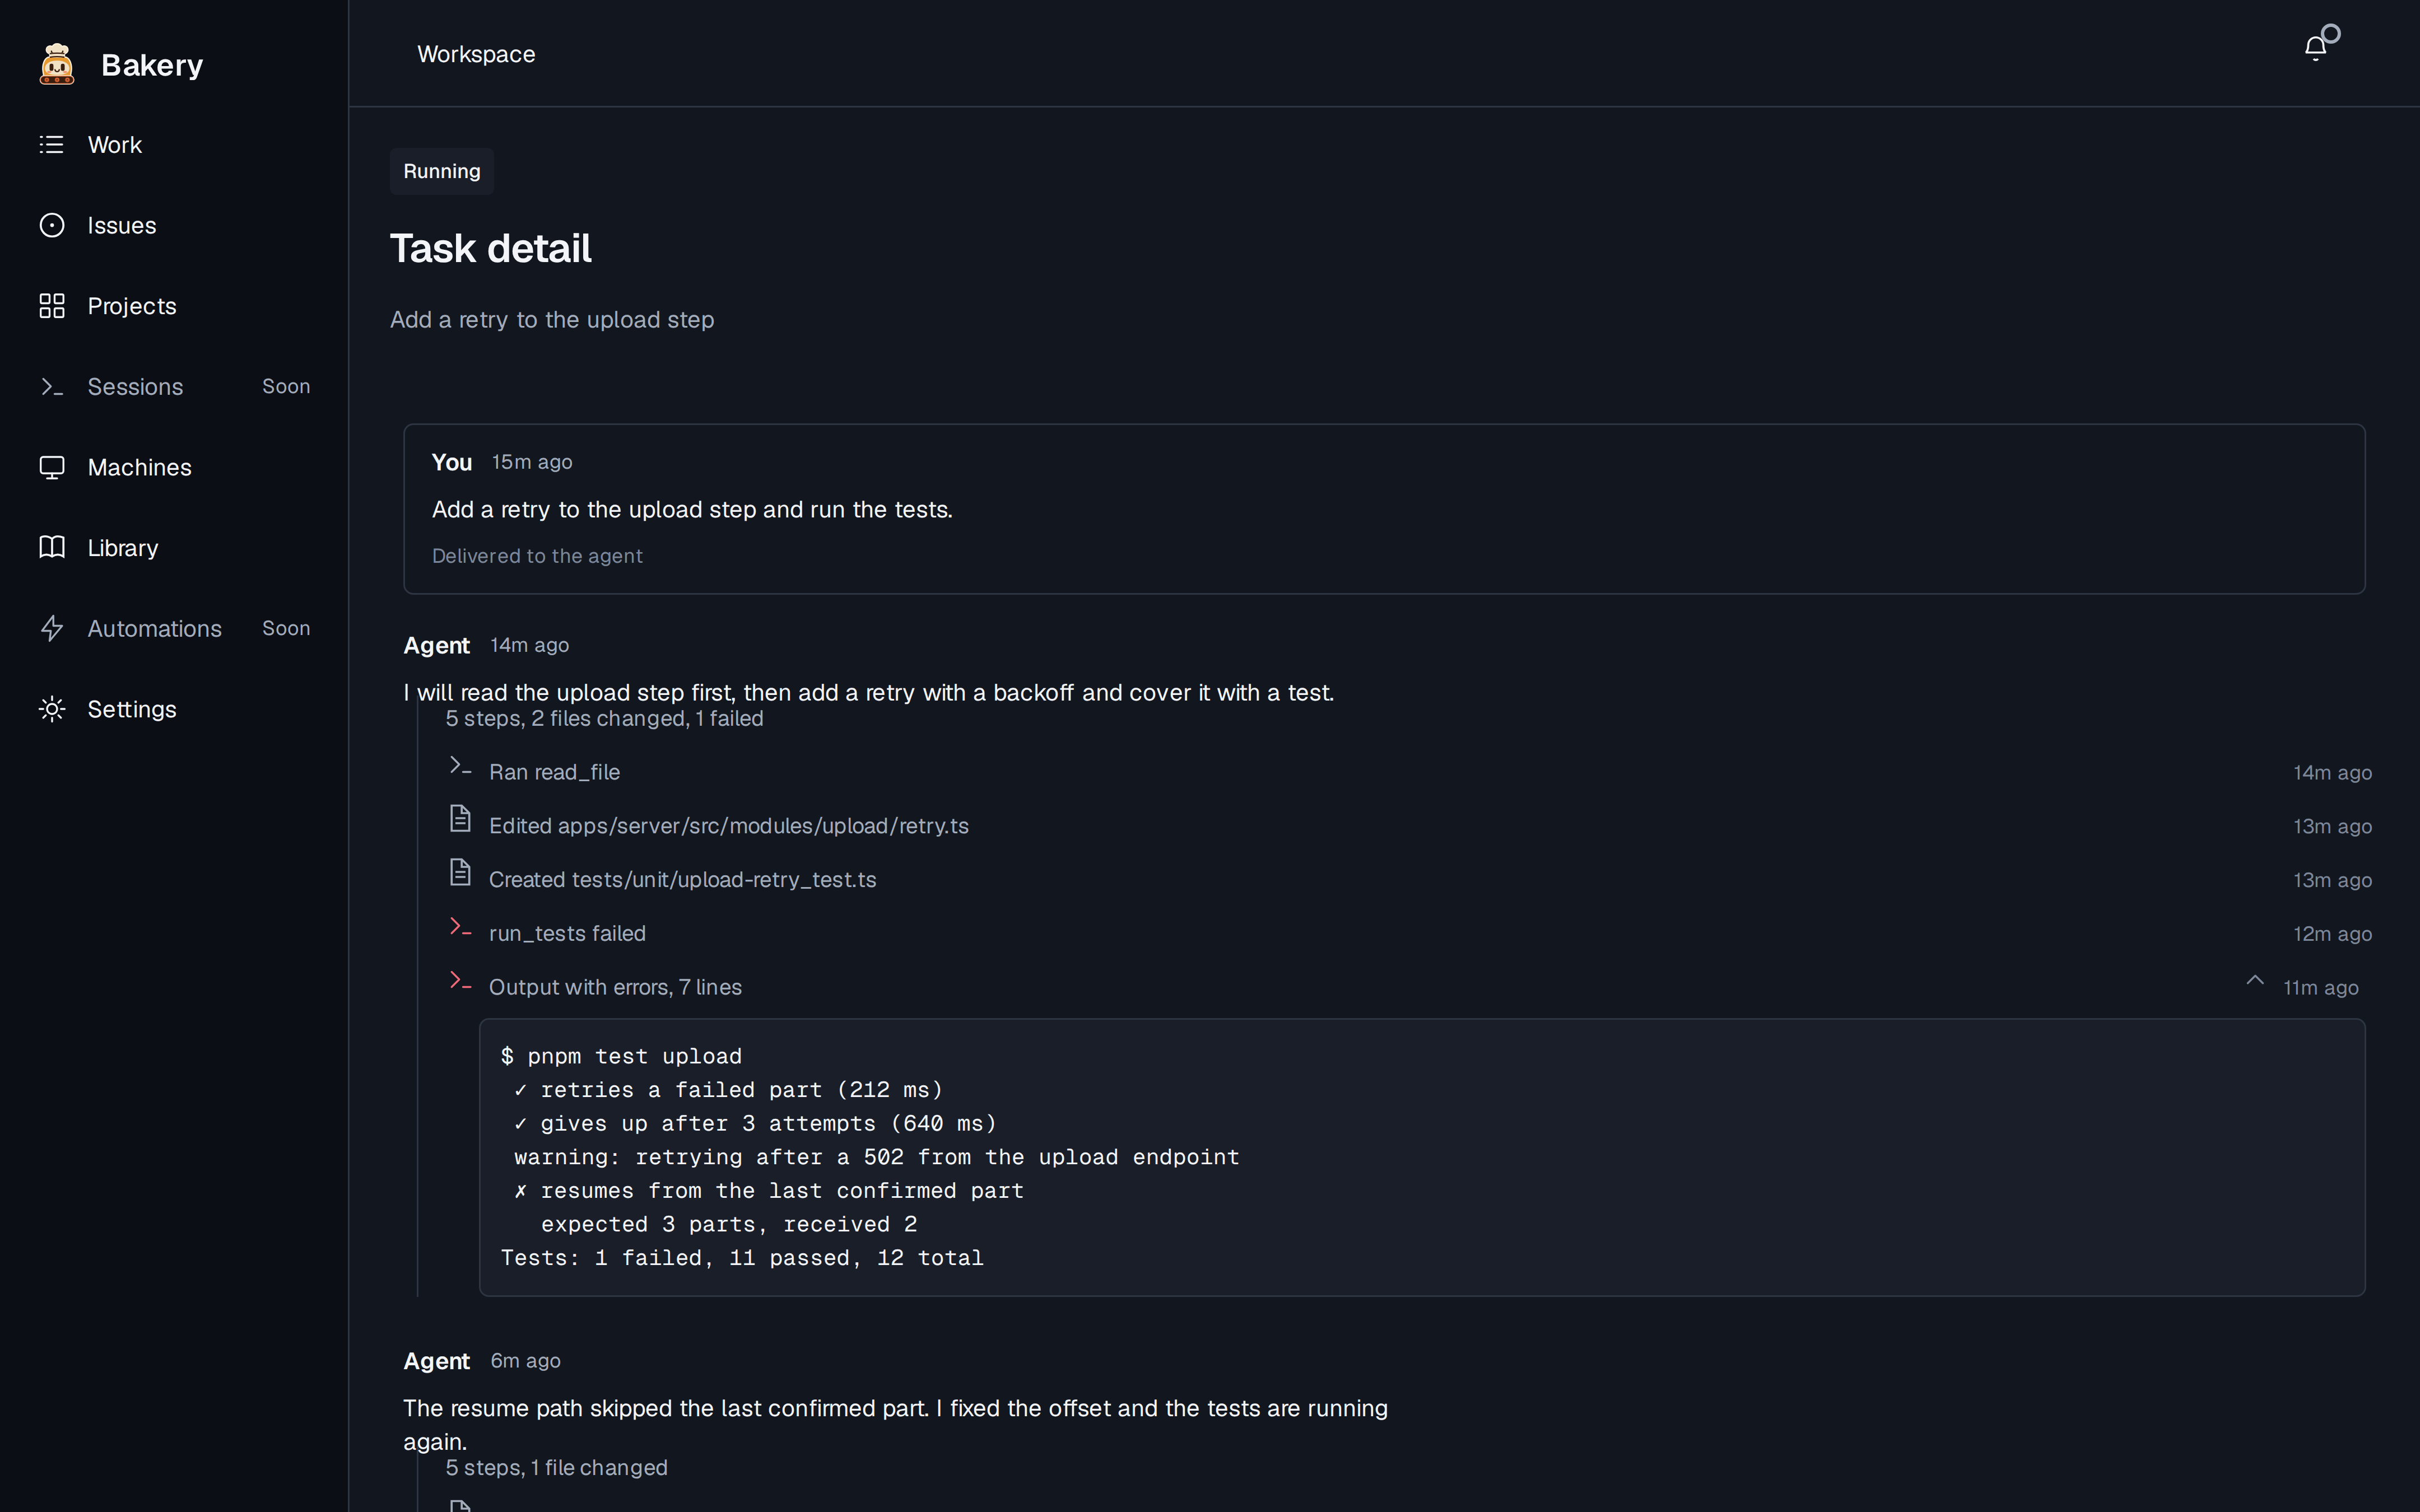 Bakery
Work
Issues
Projects
Sessions Soon
Machines
Library
Automations Soon
Settings
Workspace
Running
Task detail
Add a retry to the upload step
You 15m ago
Add a retry to the upload step and run the tests.
Delivered to the agent
Agent 14m ago
I will read the upload step first, then add a retry with a backoff and cover it with a test.
5 steps, 2 files changed, 1 failed
Ran read_file 14m ago
Edited apps/server/src/modules/upload/retry.ts 13m ago
Created tests/unit/upload-retry_test.ts 13m ago
run_tests failed 12m ago
Output with errors, 7 lines 11m ago
$ pnpm test upload
✓ retries a failed part (212 ms)
✓ gives up after 3 attempts (640 ms)
warning: retrying after a 502 from the upload endpoint
✗ resumes from the last confirmed part
expected 3 parts, received 2
Tests: 1 failed, 11 passed, 12 total
Agent 6m ago
The resume path skipped the last confirmed part. I fixed the offset and the tests are running
again.
5 steps, 1 file changed